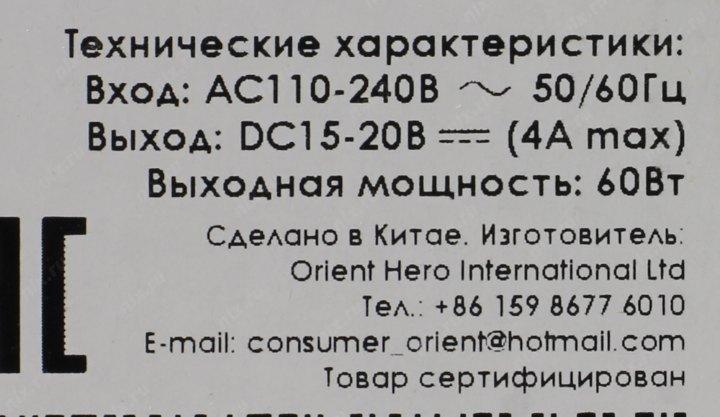 Технические характеристики:
Вход: AC110-240В ~ 50/60Гц
Выход: DC15-20В ⎓ (4A max)
Выходная мощность: 60Вт
Сделано в Китае. Изготовитель:
Orient Hero International Ltd
Тел.: +86 159 8677 6010
E-mail: consumer_orient@hotmail.com
Товар сертифицирован